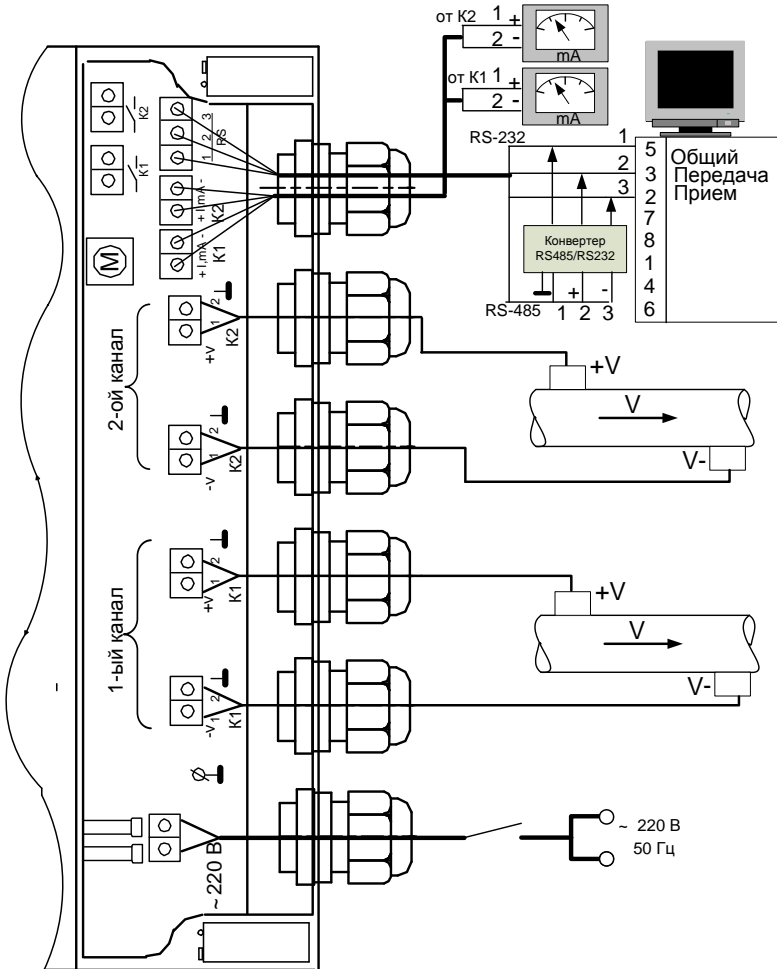 от К2 1 +
2 -
mA
от К1 1 +
2 -
mA
К2
К1
1 2 3
RS
+ I,mA -
К2
+ I,mA -
К1
M
RS-232
1 5 Общий
2 3 Передача
3 2 Прием
7
8
1
4
6
Конвертер
RS485/RS232
+ -
RS-485 1 2 3
2-ой канал
+V 1 2
К2
-V 1 2
К2
+V
V
V-
1-ый канал
+V 1 2
К1
-V 1 2
К1
+V
V
V-
~ 220 В
~ 220 В
50 Гц